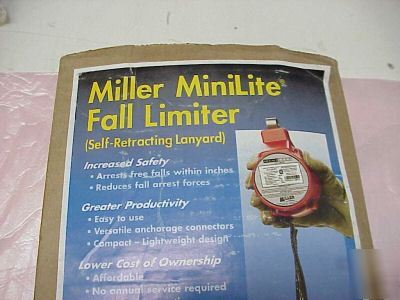 Miller MiniLite®
Fall Limiter
(Self-Retracting Lanyard)
Increased Safety
• Arrests free falls within inches
• Reduces fall arrest forces
Greater Productivity
• Easy to use
• Versatile anchorage connectors
• Compact – Lightweight design
Lower Cost of Ownership
• Affordable
• No annual service required